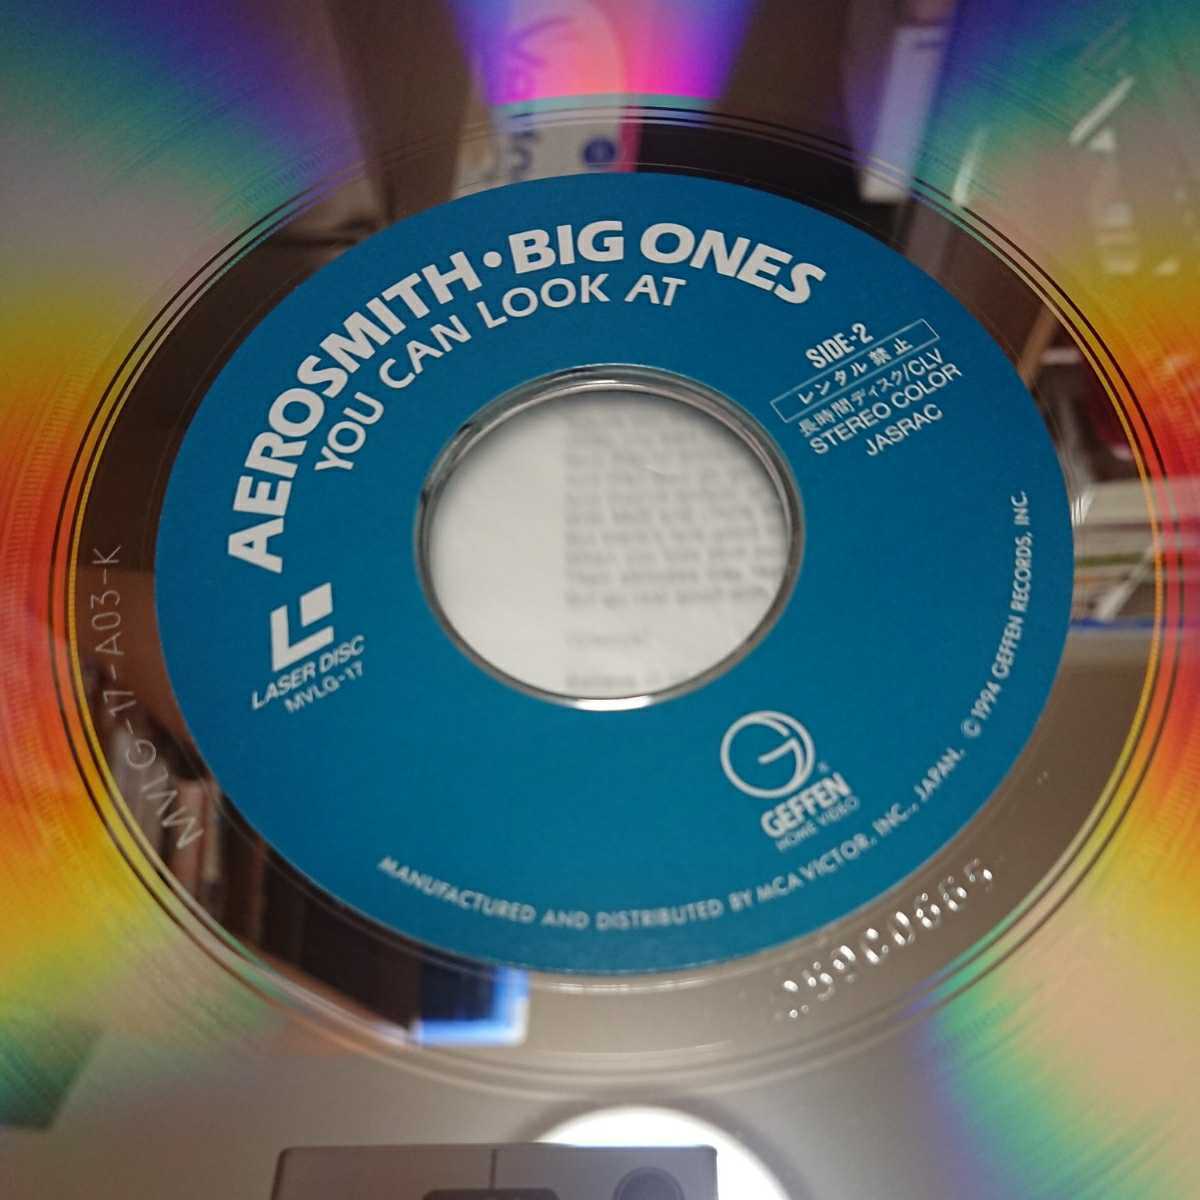 AEROSMITH・BIG ONES
YOU CAN LOOK AT
SIDE-2
レンタル禁止
長時間ディスク/CLV
STEREO COLOR
JASRAC
LASER DISC
MVLG-17
GEFFEN
HOME VIDEO
MANUFACTURED AND DISTRIBUTED BY MCA VICTOR, INC., JAPAN. ©1994 GEFFEN RECORDS, INC.
MVLG-17-A03-K